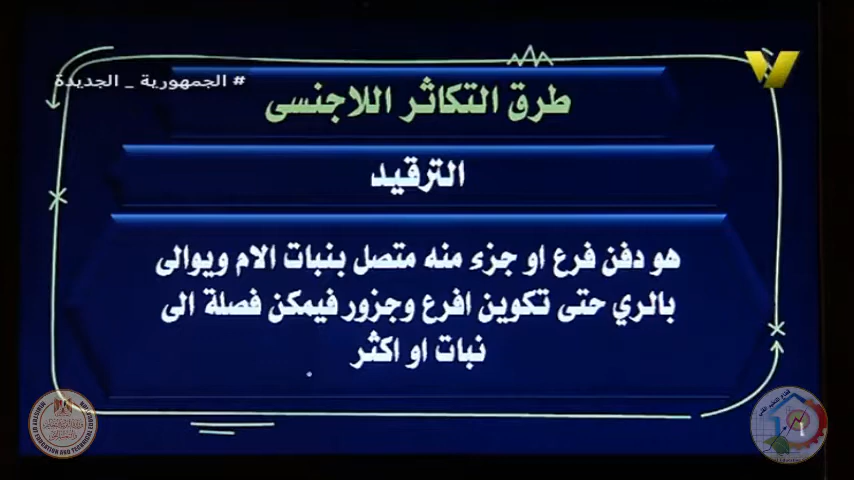 # الجمهورية _ الجديدة
طرق التكاثر اللاجنسى
الترقيد
هو دفن فرع او جزء منه متصل بنبات الام ويوالى
بالري حتى تكوين افرع وجزور فيمكن فصلة الى
نبات او اكثر